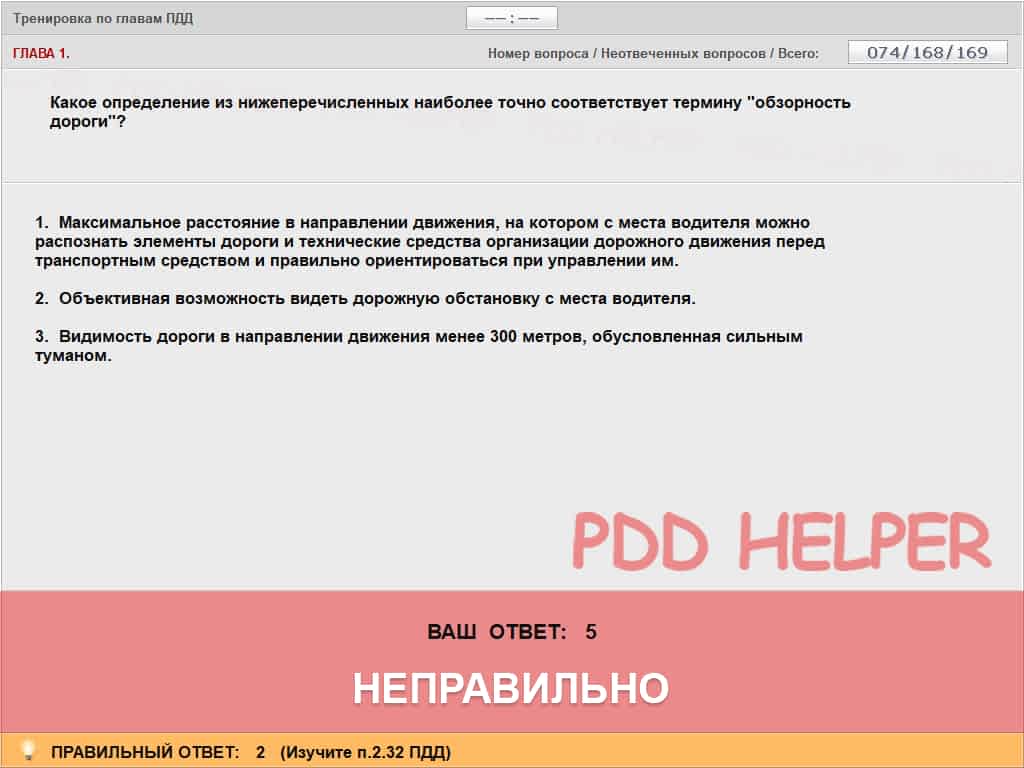 Тренировка по главам ПДД
–– : ––
ГЛАВА 1.
Номер вопроса / Неотвеченных вопросов / Всего:
074/168/169
Какое определение из нижеперечисленных наиболее точно соответствует термину "обзорность
дороги"?
1. Максимальное расстояние в направлении движения, на котором с места водителя можно
распознать элементы дороги и технические средства организации дорожного движения перед
транспортным средством и правильно ориентироваться при управлении им.
2. Объективная возможность видеть дорожную обстановку с места водителя.
3. Видимость дороги в направлении движения менее 300 метров, обусловленная сильным
туманом.
PDD HELPER
ВАШ ОТВЕТ: 5
НЕПРАВИЛЬНО
ПРАВИЛЬНЫЙ ОТВЕТ: 2 (Изучите п.2.32 ПДД)